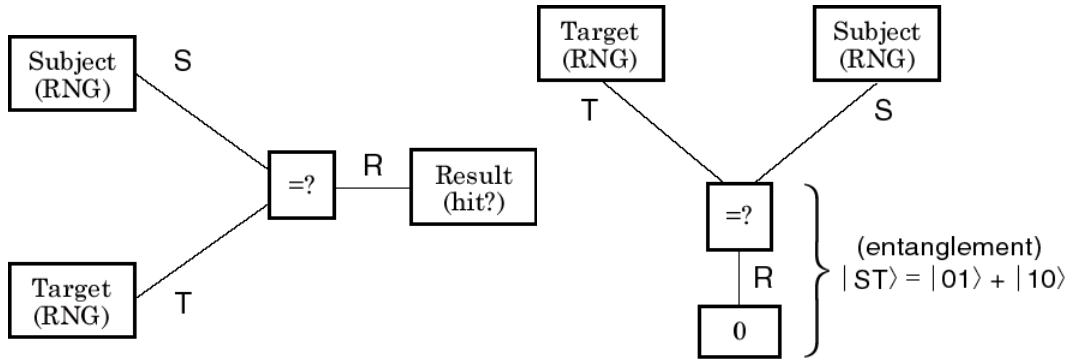 Subject
(RNG)
S
=?
R
Result
(hit?)
Target
(RNG)
T
Target
(RNG)
Subject
(RNG)
T
S
=?
R
0
(entanglement)
|ST⟩ = |01⟩ + |10⟩